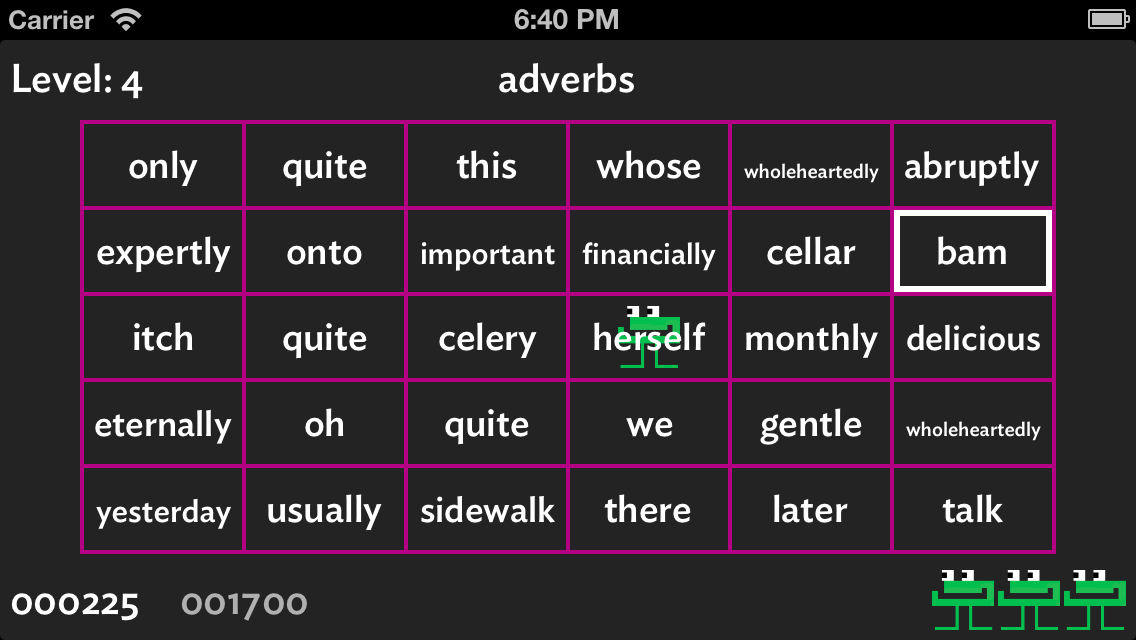 Carrier 6:40 PM
Level: 4 adverbs
only quite this whose wholeheartedly abruptly
expertly onto important financially cellar bam
itch quite celery herself monthly delicious
eternally oh quite we gentle wholeheartedly
yesterday usually sidewalk there later talk
000225 001700